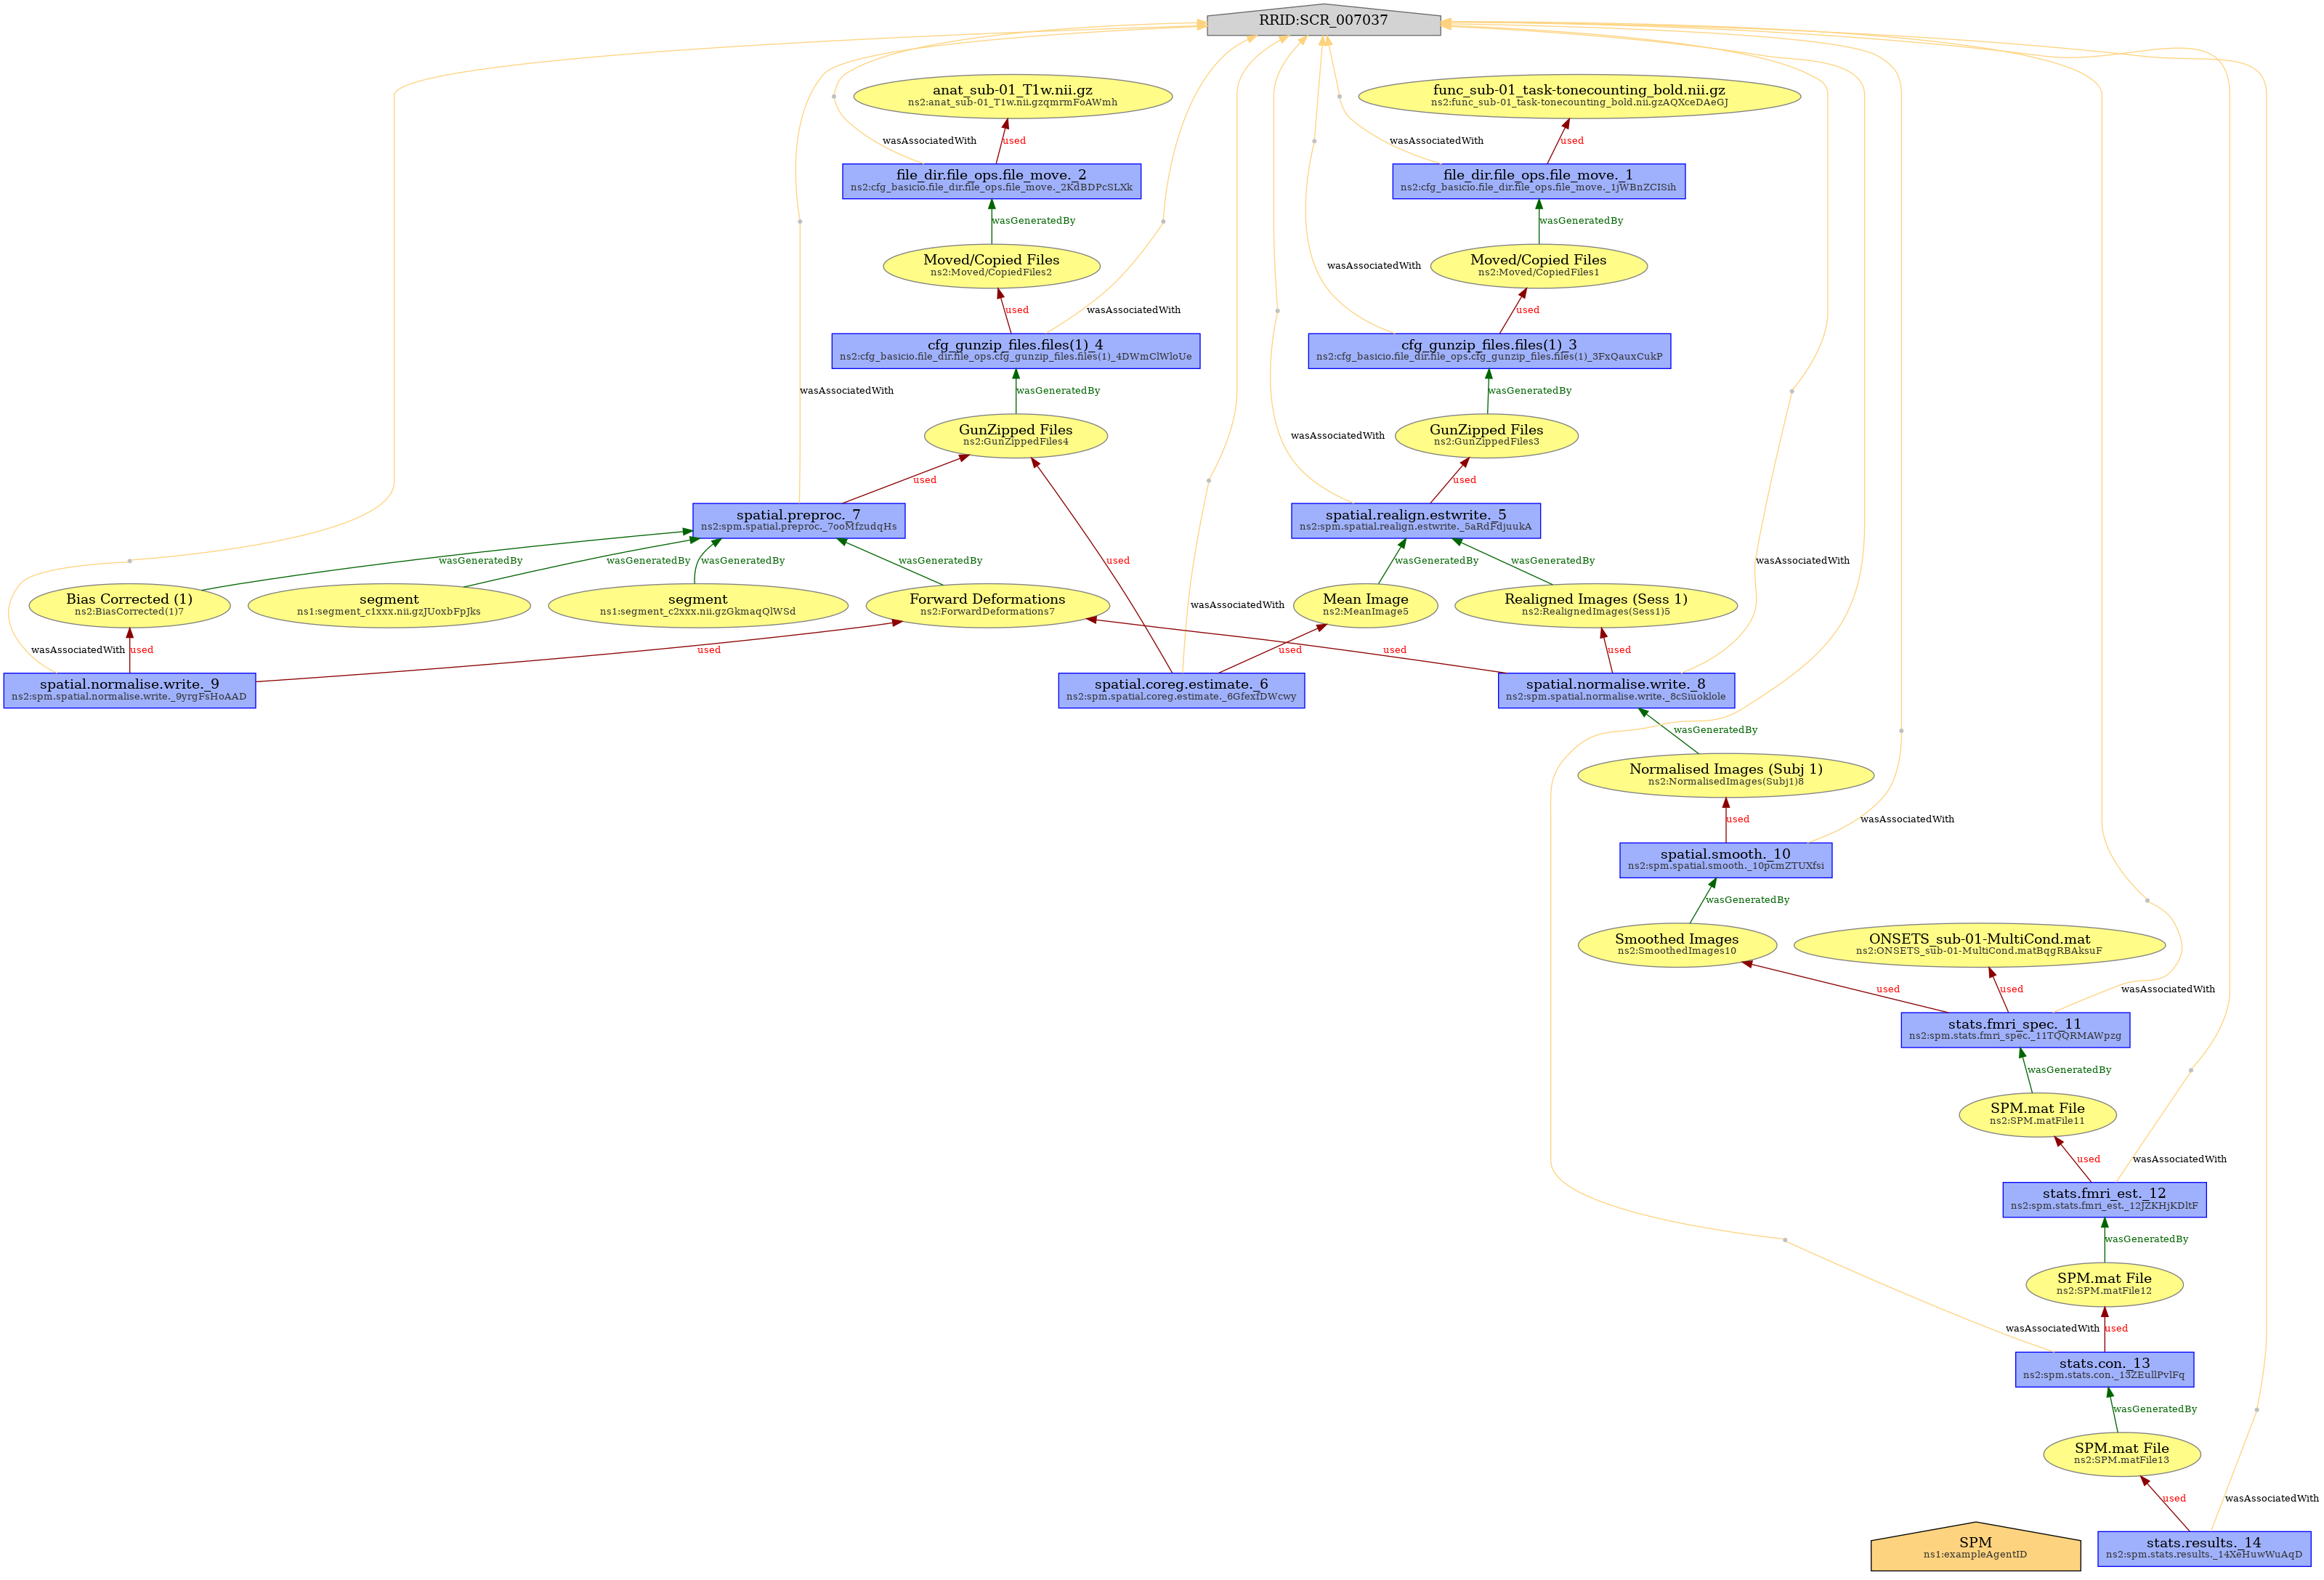 RRID:SCR_007037
anat_sub-01_T1w.nii.gz
ns2:anat_sub-01_T1w.nii.gzqmrmFoAWmh
func_sub-01_task-tonecounting_bold.nii.gz
ns2:func_sub-01_task-tonecounting_bold.nii.gzAQXceDAeGJ
wasAssociatedWith
used
wasAssociatedWith
used
file_dir.file_ops.file_move._2
ns2:cfg_basicio.file_dir.file_ops.file_move._2KdBDPcSLXk
file_dir.file_ops.file_move._1
ns2:cfg_basicio.file_dir.file_ops.file_move._1jWBnZCISih
wasGeneratedBy
wasGeneratedBy
Moved/Copied Files
ns2:Moved/CopiedFiles2
wasAssociatedWith
Moved/Copied Files
ns2:Moved/CopiedFiles1
used
wasAssociatedWith
used
cfg_gunzip_files.files(1)_4
ns2:cfg_basicio.file_dir.file_ops.cfg_gunzip_files.files(1)_4DWmClWloUe
cfg_gunzip_files.files(1)_3
ns2:cfg_basicio.file_dir.file_ops.cfg_gunzip_files.files(1)_3FxQauxCukP
wasAssociatedWith
wasGeneratedBy
wasGeneratedBy
GunZipped Files
ns2:GunZippedFiles4
wasAssociatedWith
GunZipped Files
ns2:GunZippedFiles3
used
used
spatial.preproc._7
ns2:spm.spatial.preproc._7ooMfzudqHs
spatial.realign.estwrite._5
ns2:spm.spatial.realign.estwrite._5aRdFdjuukA
wasGeneratedBy
wasGeneratedBy
wasGeneratedBy
wasGeneratedBy
used
wasGeneratedBy
wasGeneratedBy
wasAssociatedWith
Bias Corrected (1)
ns2:BiasCorrected(1)7
segment
ns1:segment_c1xxx.nii.gzJUoxbFpJks
segment
ns1:segment_c2xxx.nii.gzGkmaqQlWSd
Forward Deformations
ns2:ForwardDeformations7
wasAssociatedWith
Mean Image
ns2:MeanImage5
Realigned Images (Sess 1)
ns2:RealignedImages(Sess1)5
wasAssociatedWith
used
used
used
used
used
spatial.normalise.write._9
ns2:spm.spatial.normalise.write._9yrgFsHoAAD
spatial.coreg.estimate._6
ns2:spm.spatial.coreg.estimate._6GfexfDWcwy
spatial.normalise.write._8
ns2:spm.spatial.normalise.write._8cSiuoklole
wasGeneratedBy
Normalised Images (Subj 1)
ns2:NormalisedImages(Subj1)8
used
wasAssociatedWith
spatial.smooth._10
ns2:spm.spatial.smooth._10pcmZTUXfsi
wasGeneratedBy
Smoothed Images
ns2:SmoothedImages10
ONSETS_sub-01-MultiCond.mat
ns2:ONSETS_sub-01-MultiCond.matBqgRBAksuF
used
used
wasAssociatedWith
stats.fmri_spec._11
ns2:spm.stats.fmri_spec._11TQQRMAWpzg
wasGeneratedBy
SPM.mat File
ns2:SPM.matFile11
used
wasAssociatedWith
stats.fmri_est._12
ns2:spm.stats.fmri_est._12JZKHjKDltF
wasGeneratedBy
SPM.mat File
ns2:SPM.matFile12
wasAssociatedWith
used
stats.con._13
ns2:spm.stats.con._13ZEullPvlFq
wasGeneratedBy
SPM.mat File
ns2:SPM.matFile13
used
wasAssociatedWith
SPM
ns1:exampleAgentID
stats.results._14
ns2:spm.stats.results._14XeHuwWuAqD